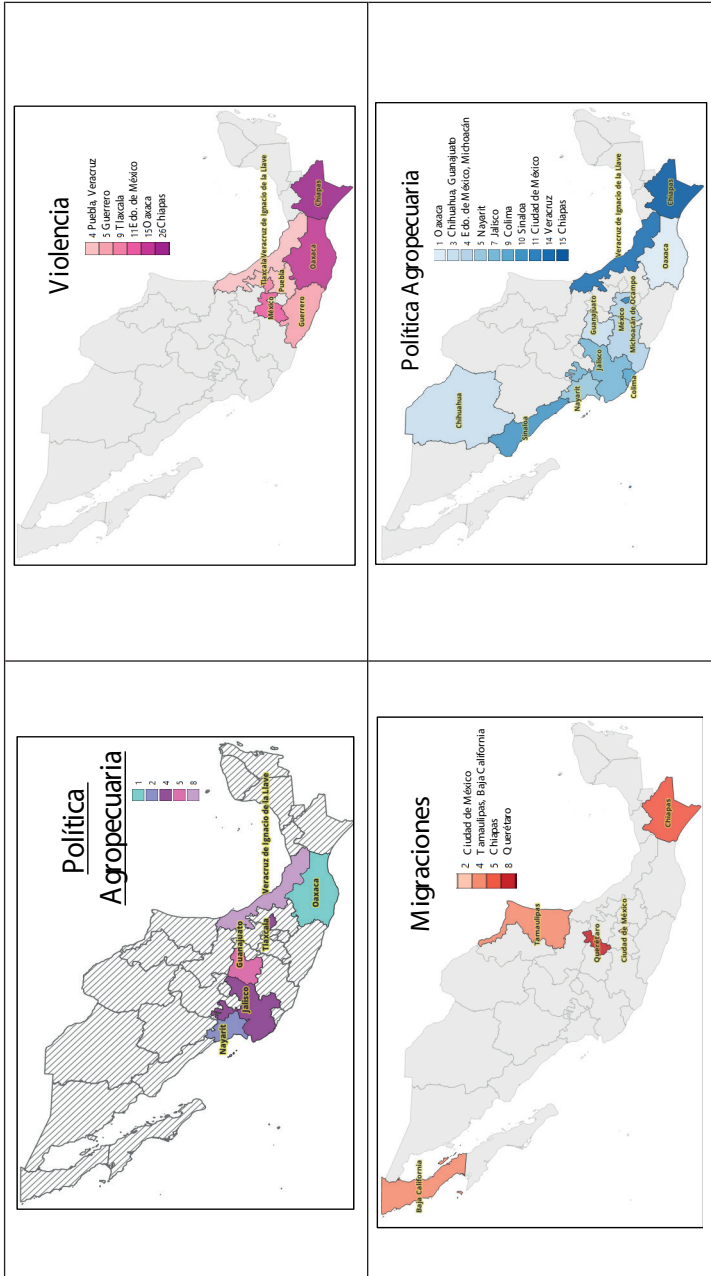 Violencia
4 Puebla, Veracruz
5 Guerrero
9 Tlaxcala
11 Edo. de México
15 Oaxaca
26 Chiapas
Veracruz de Ignacio de la Llave
Tlaxcala
México
Puebla
Guerrero
Oaxaca
Chiapas
Política Agropecuaria
1 Oaxaca
3 Chihuahua, Guanajuato
4 Edo. de México, Michoacán
5 Nayarit
7 Jalisco
9 Colima
10 Sinaloa
11 Ciudad de México
14 Veracruz
15 Chiapas
Chihuahua
Sinaloa
Nayarit
Jalisco
Guanajuato
Colima
México
Michoacán de Ocampo
Veracruz de Ignacio de la Llave
Oaxaca
Chiapas
Política
Agropecuaria
1
2
4
5
8
Nayarit
Jalisco
Guanajuato
Tlaxcala
Veracruz de Ignacio de la Llave
Oaxaca
Migraciones
2 Ciudad de México
4 Tamaulipas, Baja California
5 Chiapas
8 Querétaro
Baja California
Tamaulipas
Querétaro
Ciudad de México
Chiapas